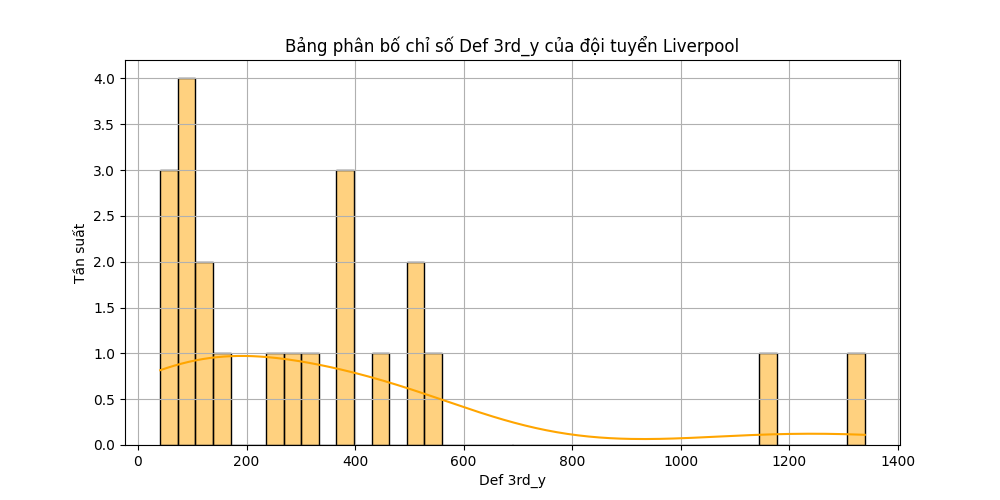 Bảng phân bố chỉ số Def 3rd_y của đội tuyển Liverpool
4.0
3.5
3.0
2.5
2.0
1.5
1.0
0.5
0.0
Tần suất
0 200 400 600 800 1000 1200 1400
Def 3rd_y